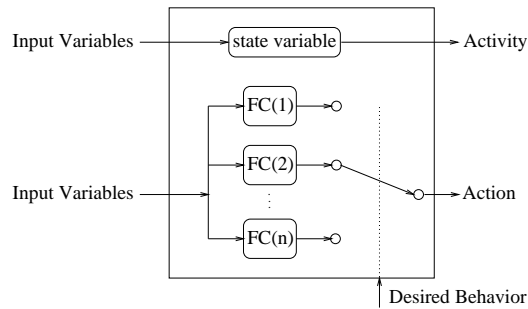 Input Variables
state variable
Activity
FC(1)
FC(2)
Input Variables
Action
FC(n)
Desired Behavior